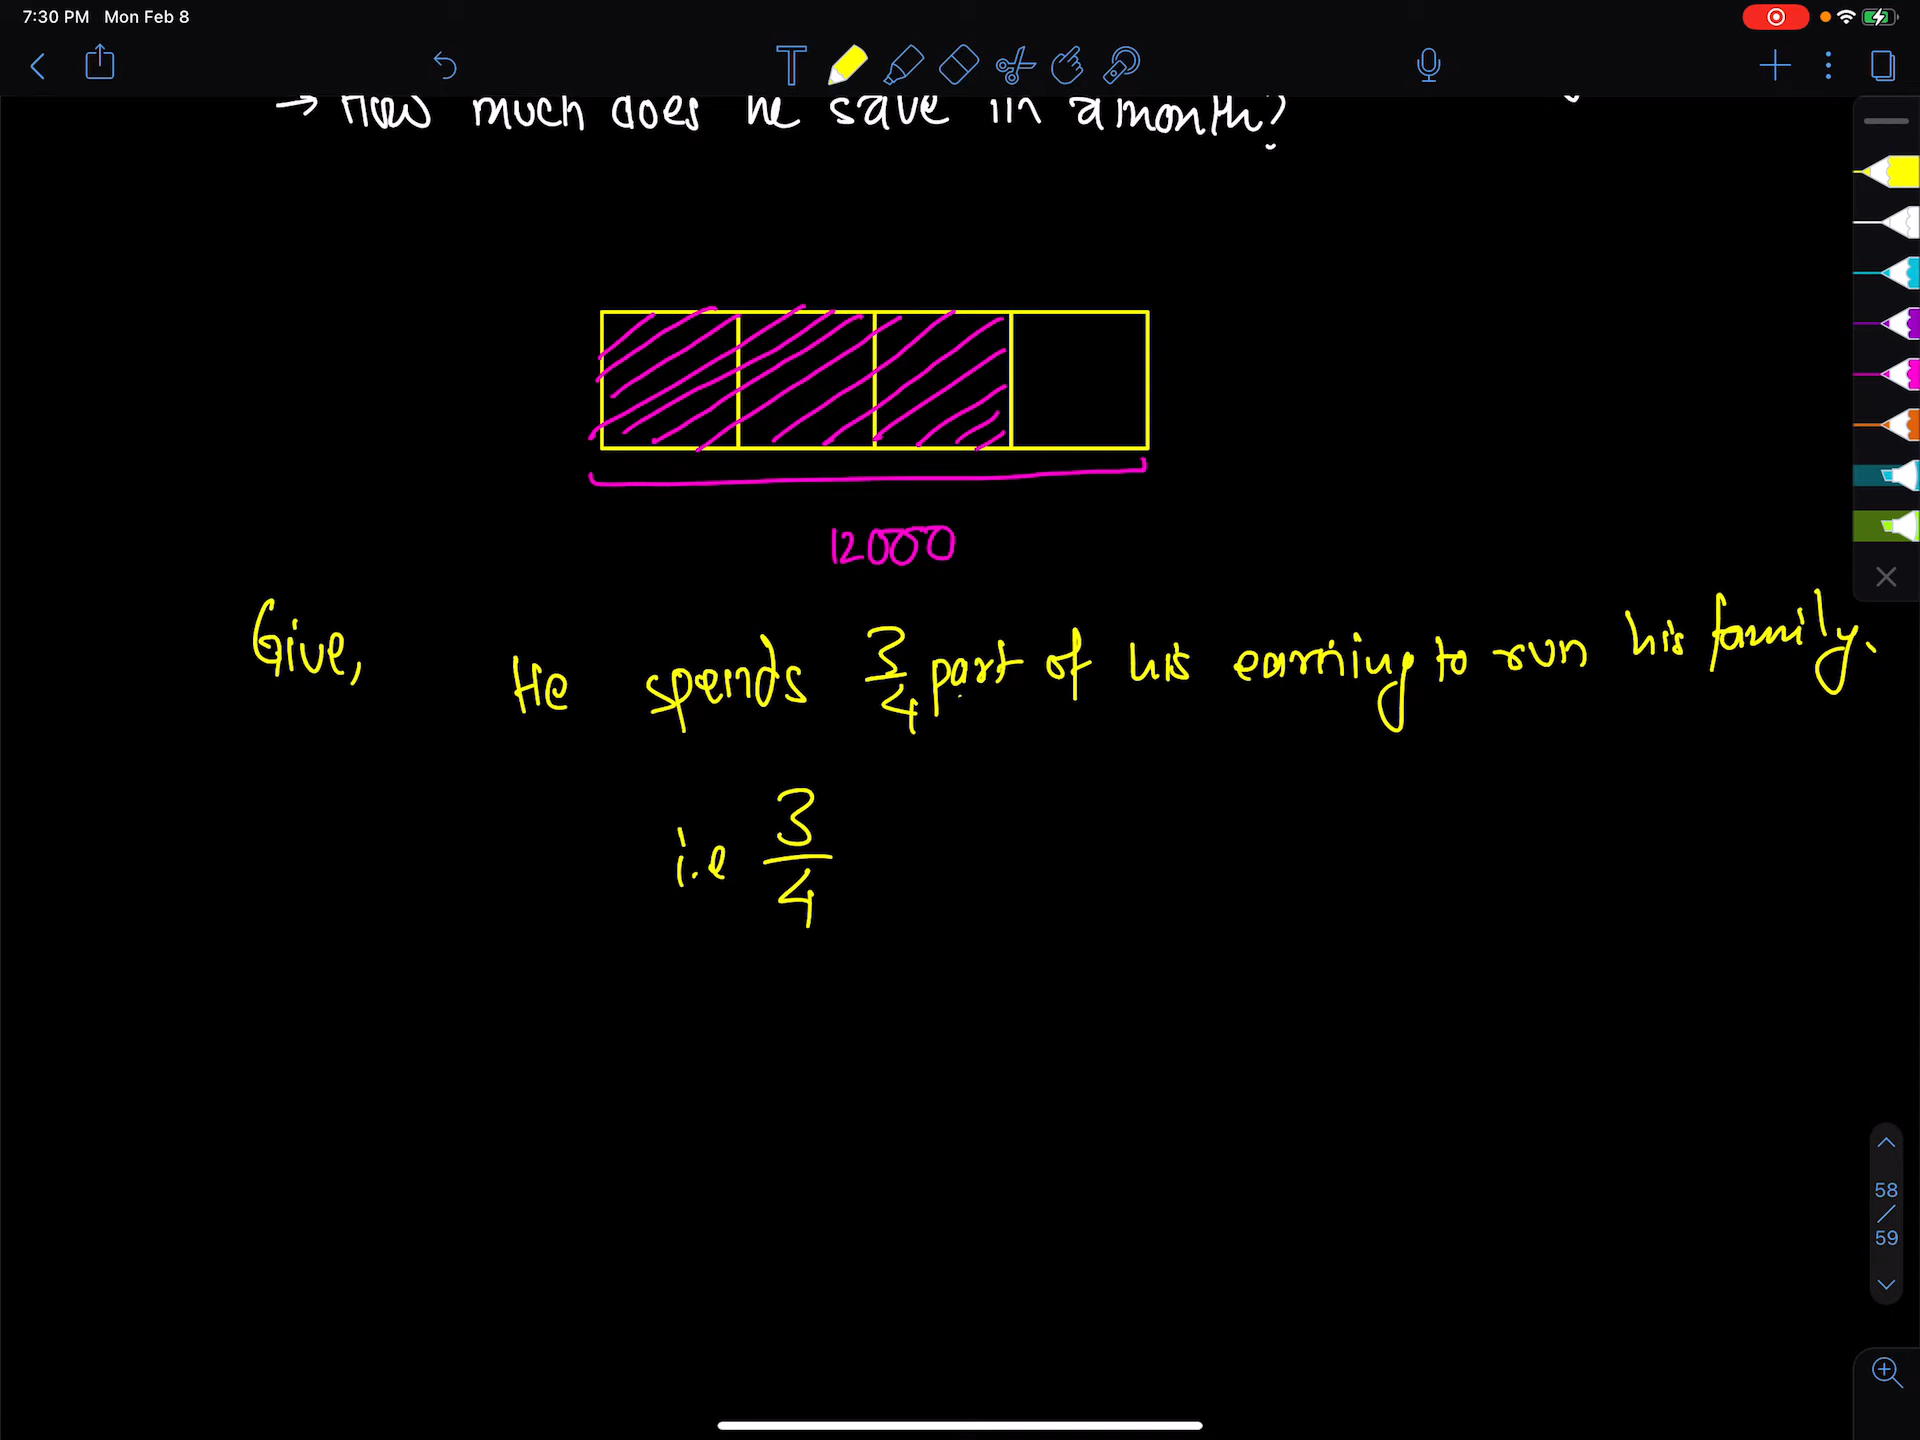 7:30 PM Mon Feb 8
→ How much does he save in a month?
12000
Give, He spends 3/4 part of his earning to run his family.
i.e 3/4
58
/
59